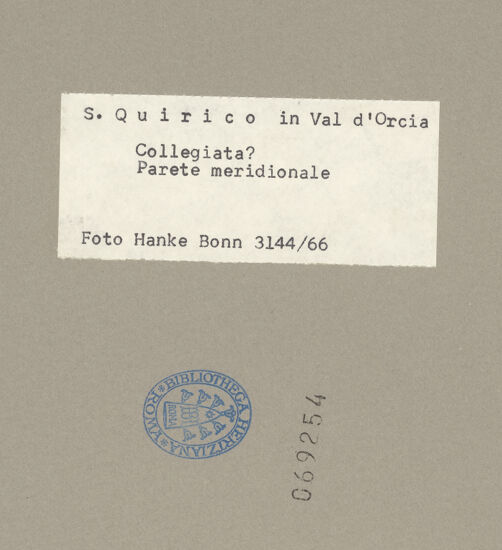 S. Quirico in Val d'Orcia
Collegiata?
Parete meridionale
Foto Hanke Bonn 3144/66
BIBLIOTHECA HERTZIANA ROMA
069254